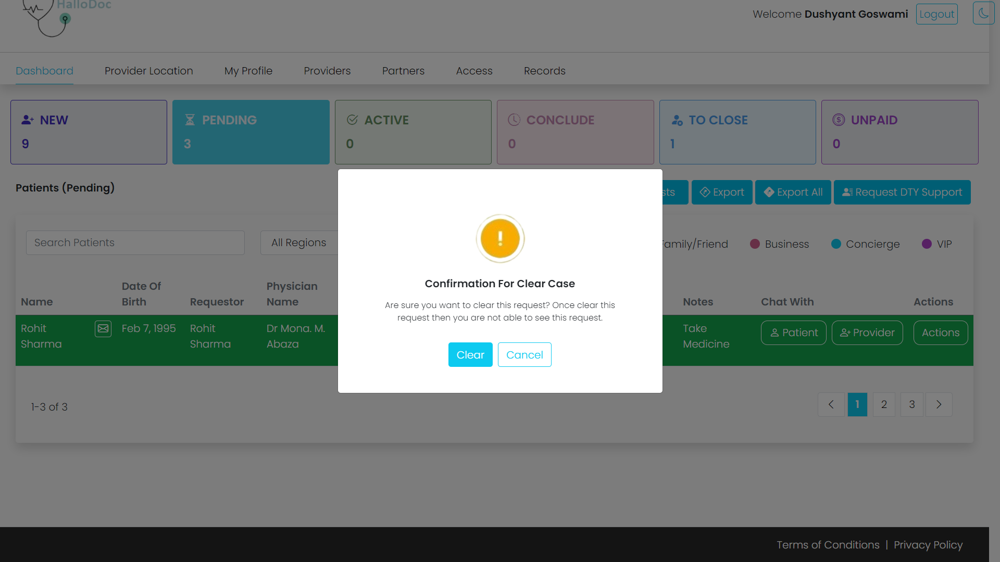 HalloDoc
Welcome Dushyant Goswami Logout
Dashboard Provider Location My Profile Providers Partners Access Records
NEW
9
PENDING
3
ACTIVE
0
CONCLUDE
0
TO CLOSE
1
UNPAID
0
Patients (Pending)
sts Export Export All Request DTY Support
Search Patients All Regions Family/Friend Business Concierge VIP
Name Date Of Birth Requestor Physician Name Notes Chat With Actions
Rohit Sharma Feb 7, 1995 Rohit Sharma Dr Mona. M. Abaza Take Medicine Patient Provider Actions
Confirmation For Clear Case
Are sure you want to clear this request? Once clear this
request then you are not able to see this request.
Clear Cancel
1-3 of 3
1 2 3
Terms of Conditions | Privacy Policy